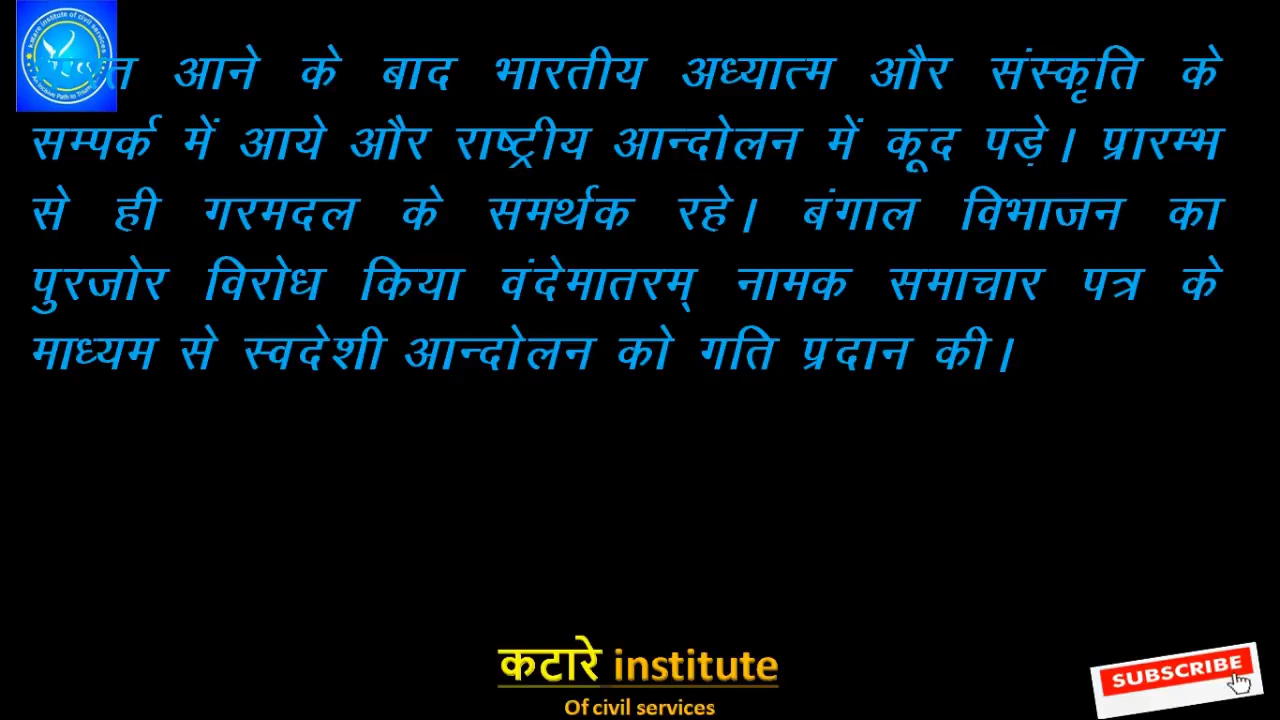 आने के बाद भारतीय अध्यात्म और संस्कृति के
सम्पर्क में आये और राष्ट्रीय आन्दोलन में कूद पड़े। प्रारम्भ
से ही गरमदल के समर्थक रहे। बंगाल विभाजन का
पुरजोर विरोध किया वंदेमातरम् नामक समाचार पत्र के
माध्यम से स्वदेशी आन्दोलन को गति प्रदान की।
कटारे institute
Of civil services
SUBSCRIBE